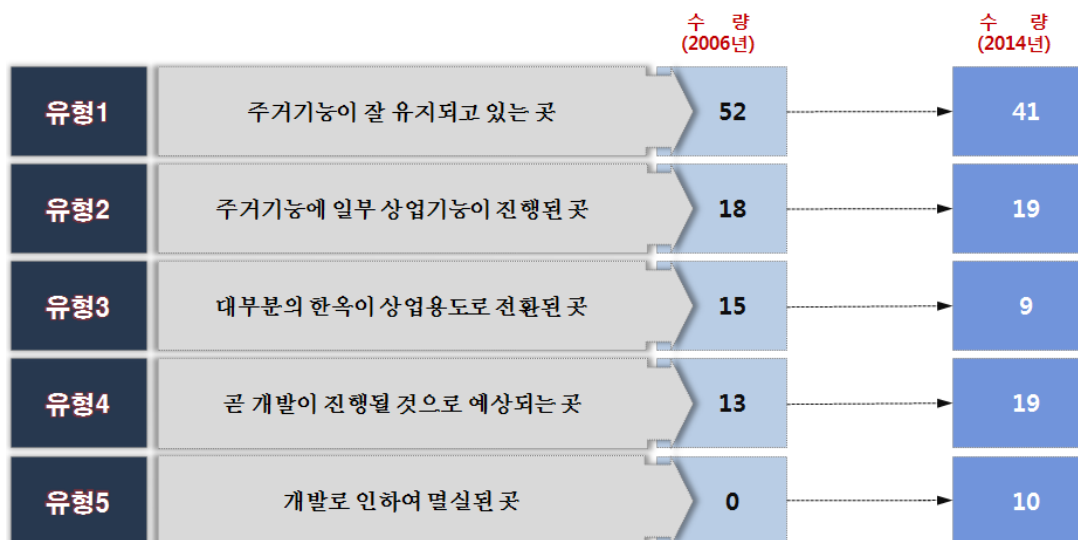 수 량
(2006년)
수 량
(2014년)
유형1 주거기능이 잘 유지되고 있는 곳 52 41
유형2 주거기능에 일부 상업기능이 진행된 곳 18 19
유형3 대부분의 한옥이 상업용도로 전환된 곳 15 9
유형4 곧 개발이 진행될 것으로 예상되는 곳 13 19
유형5 개발로 인하여 멸실된 곳 0 10